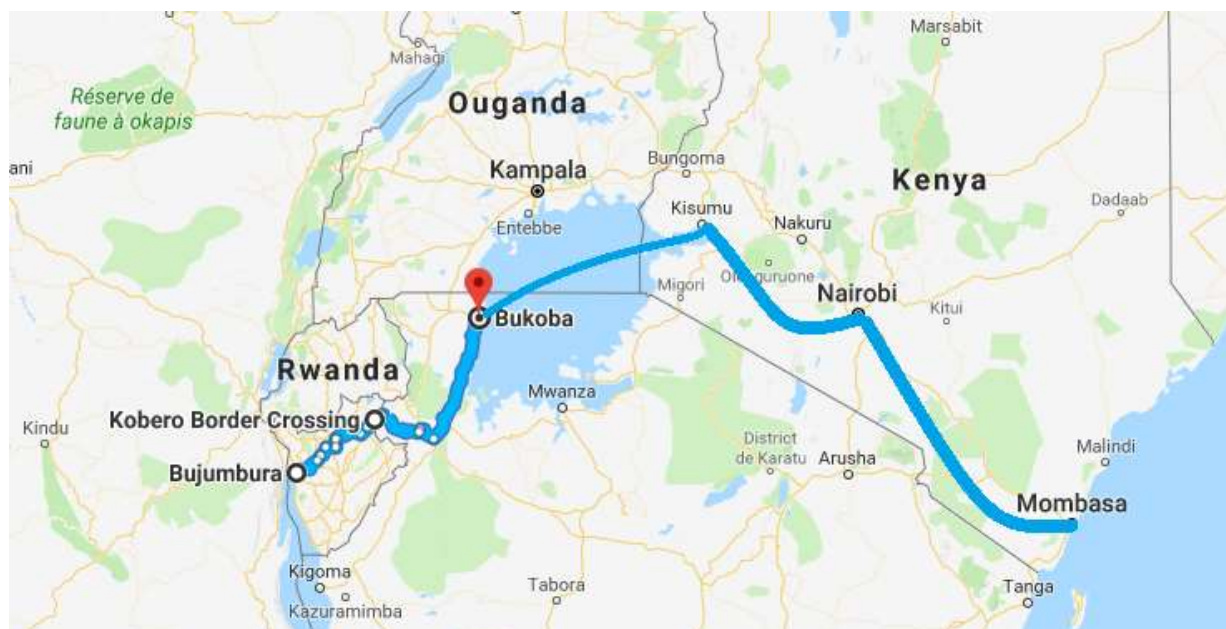 Marsabit
Mahagi
Réserve de
faune à okapis
Ouganda
ani
Bungoma
Kampala
Kenya
Entebbe
Kisumu
Nakuru
Dadaab
Migori
Nairobi
Kitui
Bukoba
Rwanda
Mwanza
Kobero Border Crossing
Kindu
District
de Karatu
Arusha
Malindi
Bujumbura
Mombasa
Kigoma
Kazuramimba
Tabora
Tanga